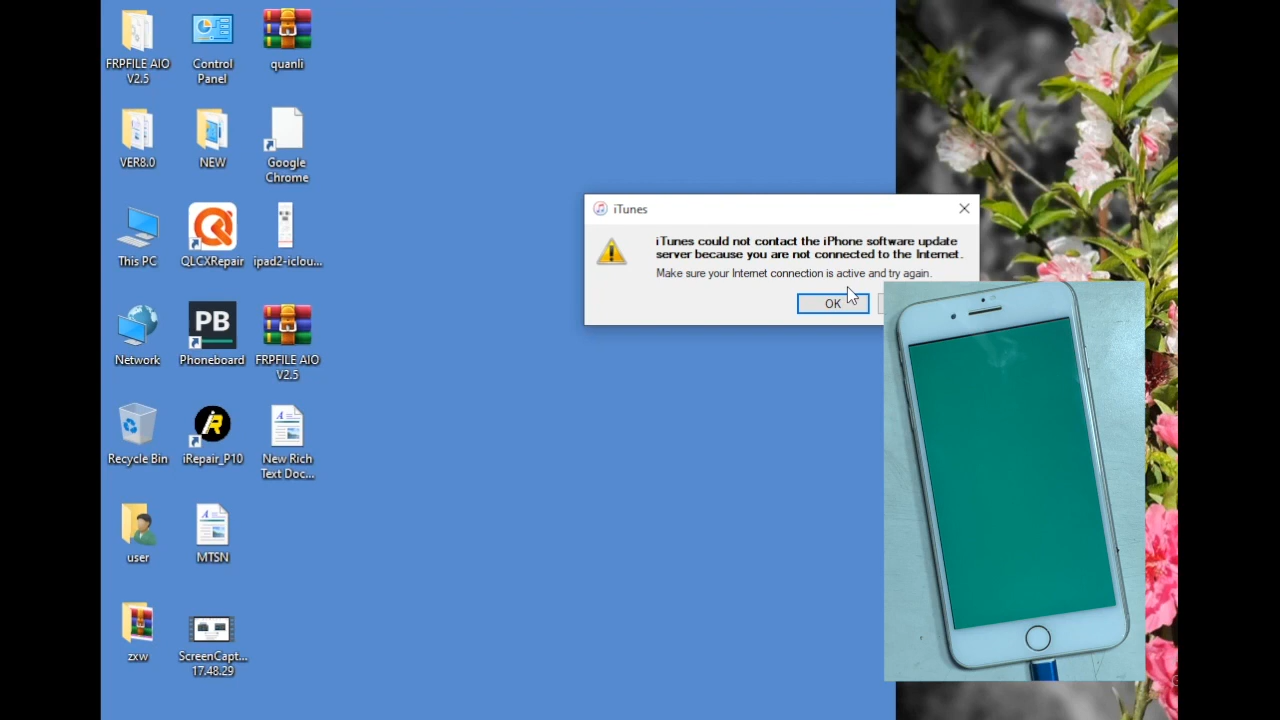 FRPFILE AIO
V2.5
Control
Panel
quanli
VER8.0
NEW
Google
Chrome
This PC
QLCXRepair
ipad2-iclou...
Network
PB
Phoneboard
FRPFILE AIO
V2.5
Recycle Bin
iR
iRepair_P10
New Rich
Text Doc...
user
MTSN
zxw
ScreenCapt...
17.48.29
iTunes
iTunes could not contact the iPhone software update
server because you are not connected to the Internet.
Make sure your Internet connection is active and try again.
OK